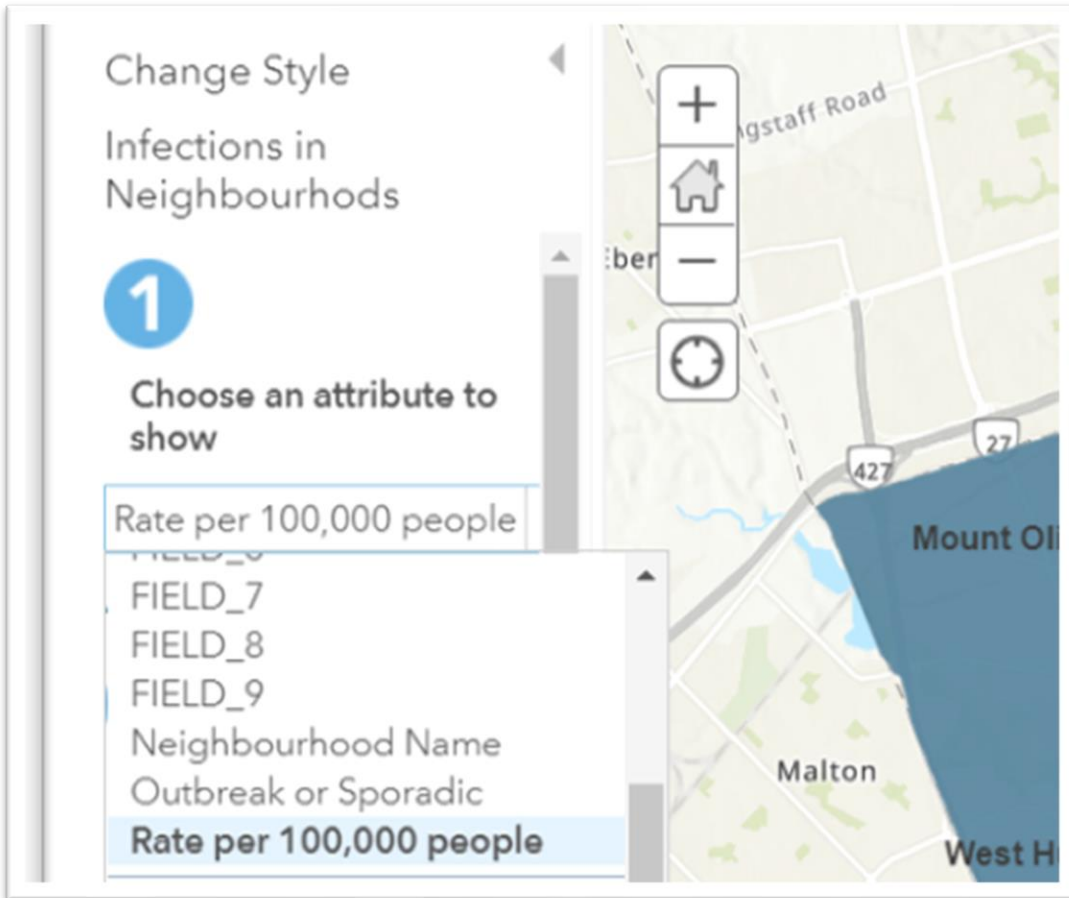 Change Style
Infections in
Neighbourhods
1
Choose an attribute to
show
Rate per 100,000 people
FIELD_7
FIELD_8
FIELD_9
Neighbourhood Name
Outbreak or Sporadic
Rate per 100,000 people
+
gstaff Road
Eber
−
427
27
Mount Oli
Malton
West H